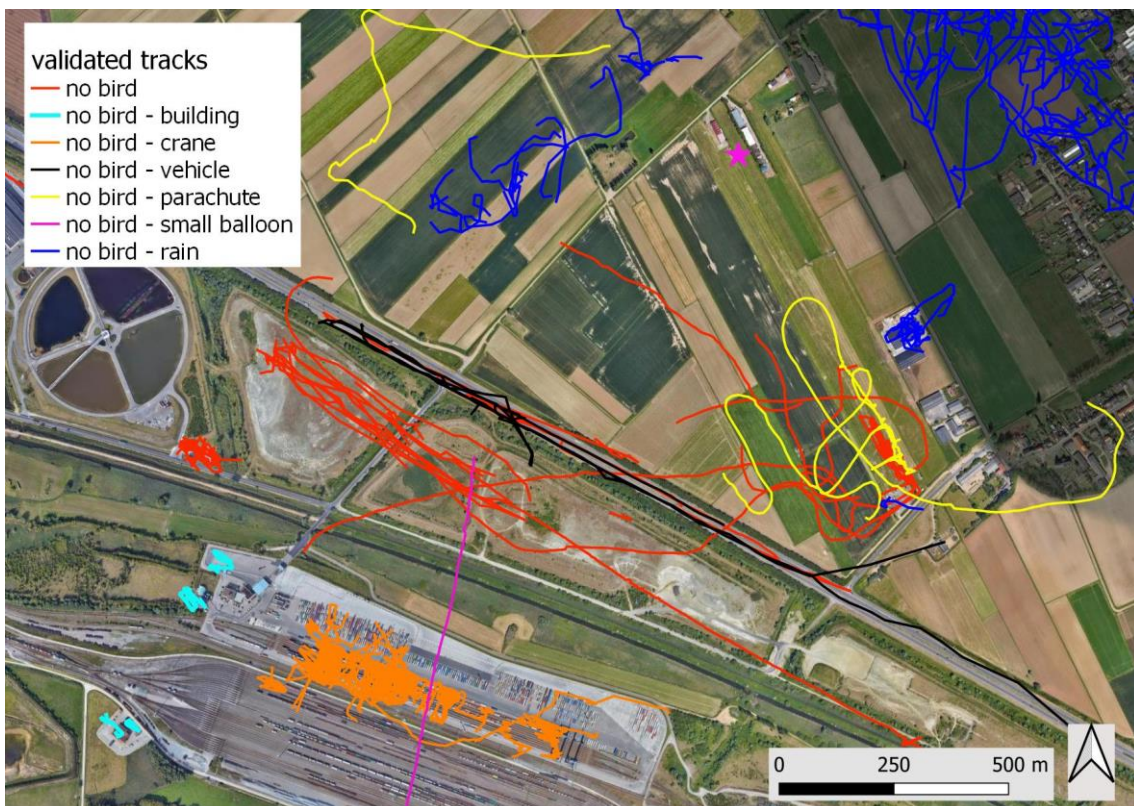 validated tracks
no bird
no bird - building
no bird - crane
no bird - vehicle
no bird - parachute
no bird - small balloon
no bird - rain
0 250 500 m